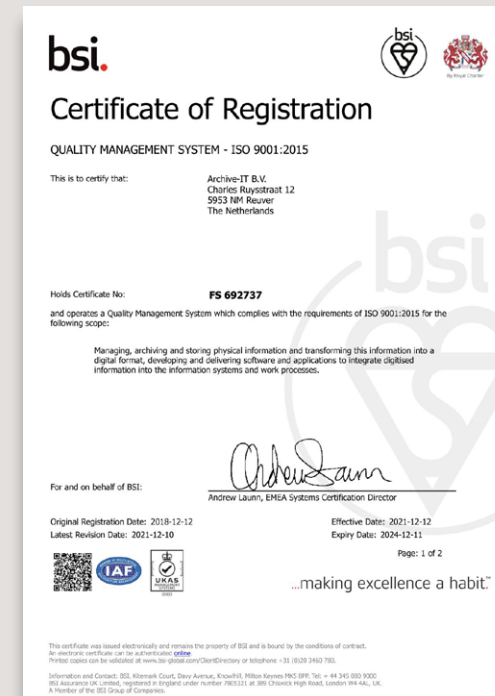 bsi.
bsi
By Royal Charter
Certificate of Registration
QUALITY MANAGEMENT SYSTEM - ISO 9001:2015
This is to certify that:
Archive-IT B.V.
Charles Ruysstraat 12
5953 NM Reuver
The Netherlands
bsi
Holds Certificate No:
FS 692737
and operates a Quality Management System which complies with the requirements of ISO 9001:2015 for the
following scope:
Managing, archiving and storing physical information and transforming this information into a
digital format, developing and delivering software and applications to integrate digitised
information into the information systems and work processes.
For and on behalf of BSI:
Andrew Launn, EMEA Systems Certification Director
Original Registration Date: 2018-12-12
Effective Date: 2021-12-12
Latest Revision Date: 2021-12-10
Expiry Date: 2024-12-11
Page: 1 of 2
IAF
UKAS
MANAGEMENT
SYSTEMS
...making excellence a habit.™
This certificate was issued electronically and remains the property of BSI and is bound by the conditions of contract.
An electronic certificate can be authenticated online.
Printed copies can be validated at www.bsi-global.com/ClientDirectory or telephone +31 (0)20 3460 780.
Information and Contact: BSI, Kitemark Court, Davy Avenue, Knowlhill, Milton Keynes MK5 8PP. Tel: + 44 345 080 9000
BSI Assurance UK Limited, registered in England under number 7805321 at 389 Chiswick High Road, London W4 4AL, UK.
A Member of the BSI Group of Companies.